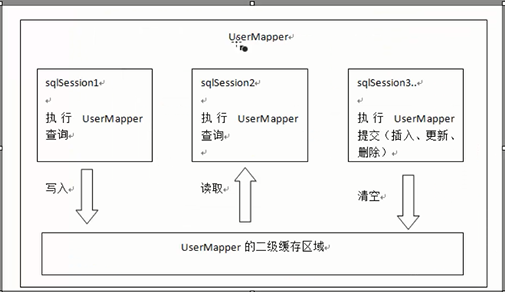 UserMapper
sqlSession1
执行 UserMapper
查询
sqlSession2
执行 UserMapper
查询
sqlSession3..
执行 UserMapper
提交（插入、更新、
删除）
写入
读取
清空
UserMapper 的二级缓存区域